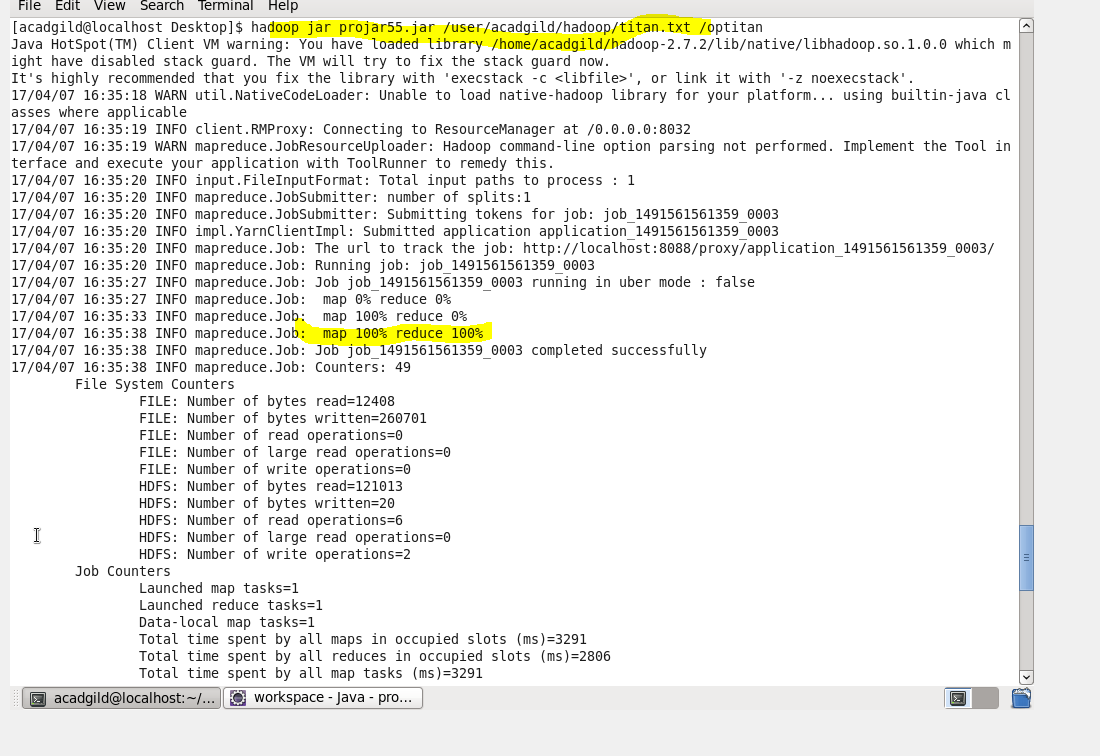 File Edit View Search Terminal Help
[acadgild@localhost Desktop]$ hadoop jar projar55.jar /user/acadgild/hadoop/titan.txt /optitan
Java HotSpot(TM) Client VM warning: You have loaded library /home/acadgild/hadoop-2.7.2/lib/native/libhadoop.so.1.0.0 which m
ight have disabled stack guard. The VM will try to fix the stack guard now.
It's highly recommended that you fix the library with 'execstack -c <libfile>', or link it with '-z noexecstack'.
17/04/07 16:35:18 WARN util.NativeCodeLoader: Unable to load native-hadoop library for your platform... using builtin-java cl
asses where applicable
17/04/07 16:35:19 INFO client.RMProxy: Connecting to ResourceManager at /0.0.0.0:8032
17/04/07 16:35:19 WARN mapreduce.JobResourceUploader: Hadoop command-line option parsing not performed. Implement the Tool in
terface and execute your application with ToolRunner to remedy this.
17/04/07 16:35:20 INFO input.FileInputFormat: Total input paths to process : 1
17/04/07 16:35:20 INFO mapreduce.JobSubmitter: number of splits:1
17/04/07 16:35:20 INFO mapreduce.JobSubmitter: Submitting tokens for job: job_1491561561359_0003
17/04/07 16:35:20 INFO impl.YarnClientImpl: Submitted application application_1491561561359_0003
17/04/07 16:35:20 INFO mapreduce.Job: The url to track the job: http://localhost:8088/proxy/application_1491561561359_0003/
17/04/07 16:35:20 INFO mapreduce.Job: Running job: job_1491561561359_0003
17/04/07 16:35:27 INFO mapreduce.Job: Job job_1491561561359_0003 running in uber mode : false
17/04/07 16:35:27 INFO mapreduce.Job:  map 0% reduce 0%
17/04/07 16:35:33 INFO mapreduce.Job:  map 100% reduce 0%
17/04/07 16:35:38 INFO mapreduce.Job:  map 100% reduce 100%
17/04/07 16:35:38 INFO mapreduce.Job: Job job_1491561561359_0003 completed successfully
17/04/07 16:35:38 INFO mapreduce.Job: Counters: 49
File System Counters
FILE: Number of bytes read=12408
FILE: Number of bytes written=260701
FILE: Number of read operations=0
FILE: Number of large read operations=0
FILE: Number of write operations=0
HDFS: Number of bytes read=121013
HDFS: Number of bytes written=20
HDFS: Number of read operations=6
HDFS: Number of large read operations=0
HDFS: Number of write operations=2
Job Counters
Launched map tasks=1
Launched reduce tasks=1
Data-local map tasks=1
Total time spent by all maps in occupied slots (ms)=3291
Total time spent by all reduces in occupied slots (ms)=2806
Total time spent by all map tasks (ms)=3291
acadgild@localhost:~/... workspace - Java - pro...